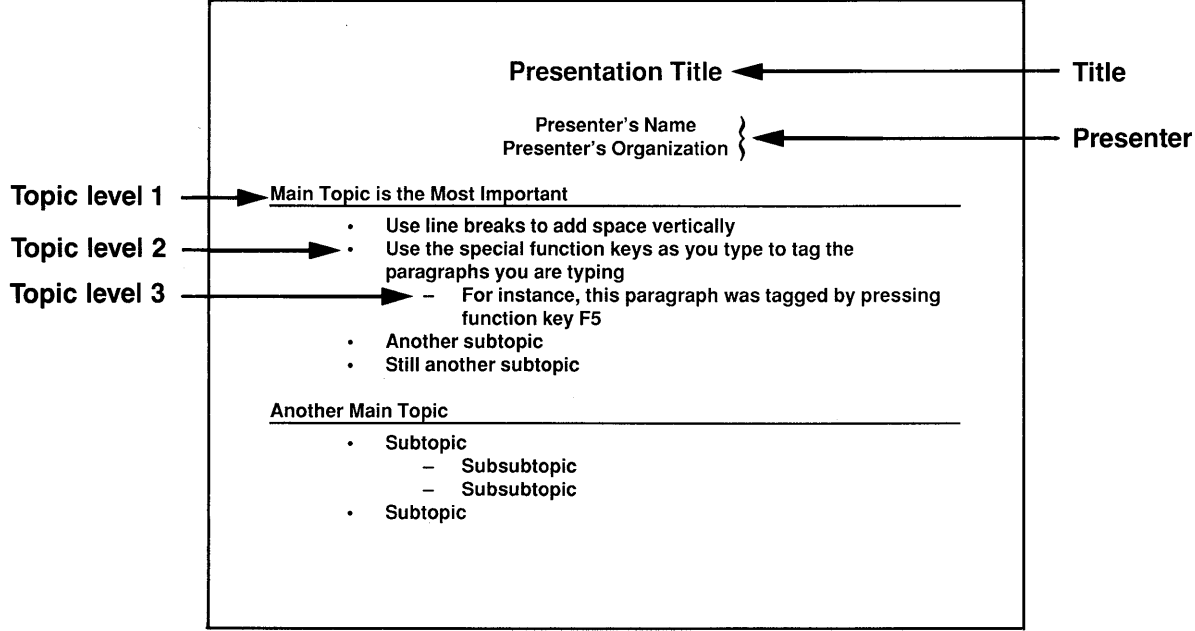 Presentation Title
Title
Presenter's Name
Presenter's Organization
Presenter
Topic level 1
Main Topic is the Most Important
• Use line breaks to add space vertically
Topic level 2
• Use the special function keys as you type to tag the
paragraphs you are typing
Topic level 3
– For instance, this paragraph was tagged by pressing
function key F5
• Another subtopic
• Still another subtopic
Another Main Topic
• Subtopic
– Subsubtopic
– Subsubtopic
• Subtopic